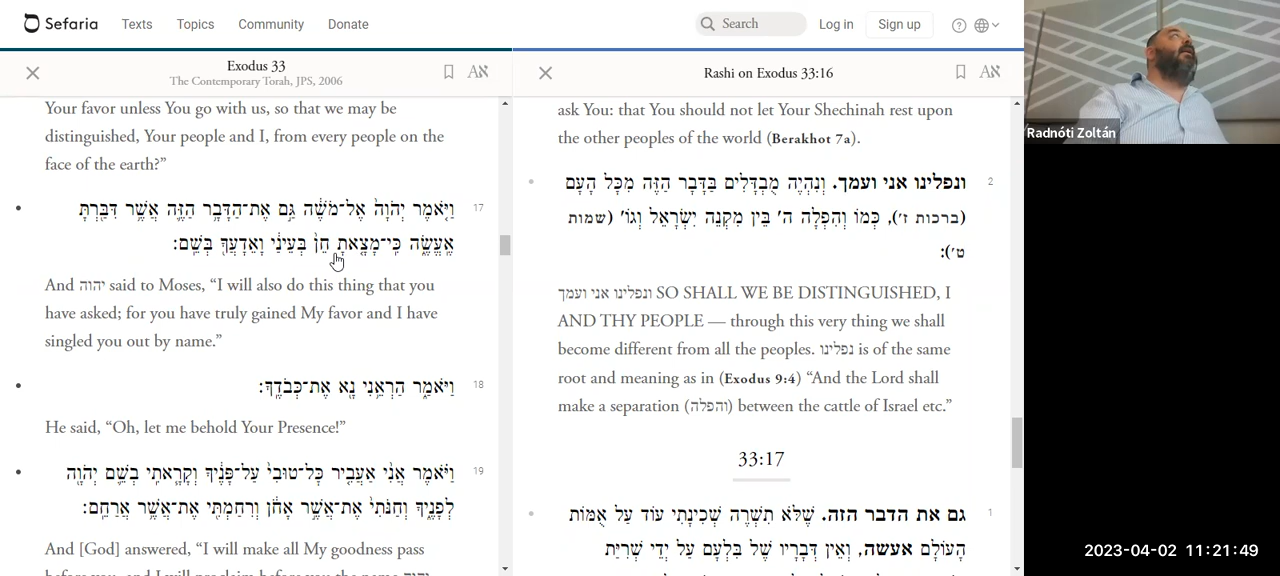 Sefaria
Texts
Topics
Community
Donate
Search
Log in
Sign up
Exodus 33
The Contemporary Torah, JPS, 2006
Your favor unless You go with us, so that we may be
distinguished, Your people and I, from every people on the
face of the earth?”
17
וַיֹּ֤אמֶר יְהֹוָה֙ אֶל־מֹשֶׁ֔ה גַּ֣ם אֶת־הַדָּבָ֥ר הַזֶּ֛ה אֲשֶׁ֥ר דִּבַּ֖רְתָּ
אֶֽעֱשֶׂ֑ה כִּֽי־מָצָ֤אתָ חֵן֙ בְּעֵינַ֔י וָאֵדָעֲךָ֖ בְּשֵֽׁם׃
And יהוה said to Moses, “I will also do this thing that you
have asked; for you have truly gained My favor and I have
singled you out by name.”
18
וַיֹּאמַ֑ר הַרְאֵ֥נִי נָ֖א אֶת־כְּבֹדֶֽךָ׃
He said, “Oh, let me behold Your Presence!”
19
וַיֹּ֗אמֶר אֲנִ֨י אַעֲבִ֤יר כׇּל־טוּבִי֙ עַל־פָּנֶ֔יךָ וְקָרָ֧אתִֽי בְשֵׁ֛ם יְהֹוָ֖ה
לְפָנֶ֑יךָ וְחַנֹּתִי֙ אֶת־אֲשֶׁ֣ר אָחֹ֔ן וְרִחַמְתִּ֖י אֶת־אֲשֶׁ֥ר אֲרַחֵֽם׃
And [God] answered, “I will make all My goodness pass
Rashi on Exodus 33:16
ask You: that You should not let Your Shechinah rest upon
the other peoples of the world (Berakhot 7a).
2
ונפלינו אני ועמך. וְנִהְיֶה מֻבְדָּלִים בַּדָּבָר הַזֶּה מִכָּל הָעָם
(ברכות ז׳), כְּמוֹ וְהִפְלָה ה' בֵּין מִקְנֵה יִשְׂרָאֵל וְגוֹ' (שמות
ט׳):
ונפלינו אני ועמך SO SHALL WE BE DISTINGUISHED, I
AND THY PEOPLE — through this very thing we shall
become different from all the peoples. נפלינו is of the same
root and meaning as in (Exodus 9:4) “And the Lord shall
make a separation (והפלה) between the cattle of Israel etc.”
33:17
1
גם את הדבר הזה. שֶׁלֹּא תִשְׁרֶה שְׁכִינָתִי עוֹד עַל אֻמּוֹת
הָעוֹלָם אעשה, וְאֵין דְּבָרָיו שֶׁל בִּלְעָם עַל יְדֵי שְׁרִיַּת
Radnóti Zoltán
2023-04-02 11:21:49